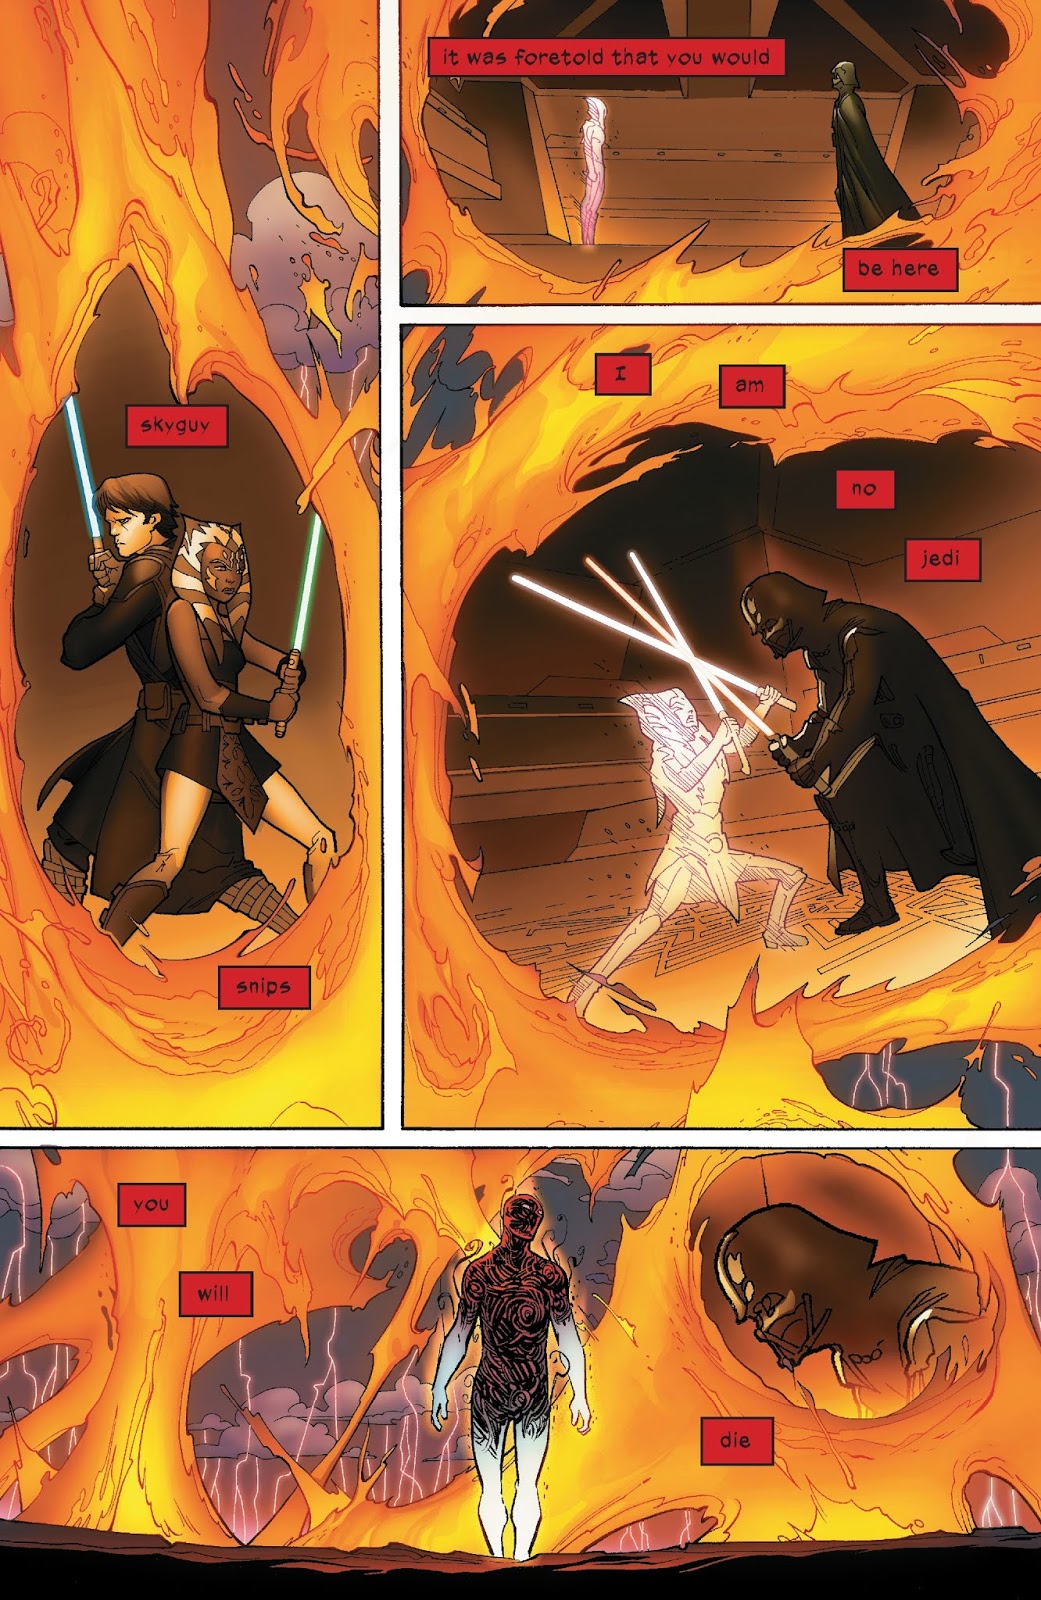 skyguy
snips
it was foretold that you would
be here
I
am
no
jedi
you
will
die